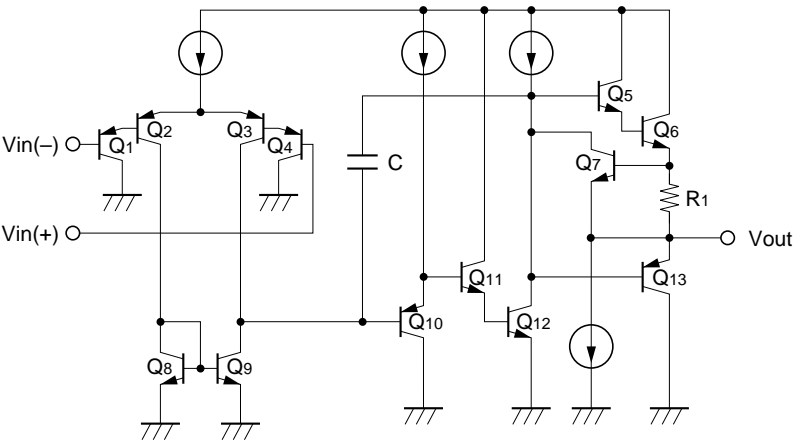 Q5
Q6
Q2
Q3
Vin(–)
Q1
Q4
Q7
C
R1
Vin(+)
Vout
Q11
Q13
Q10
Q12
Q8
Q9